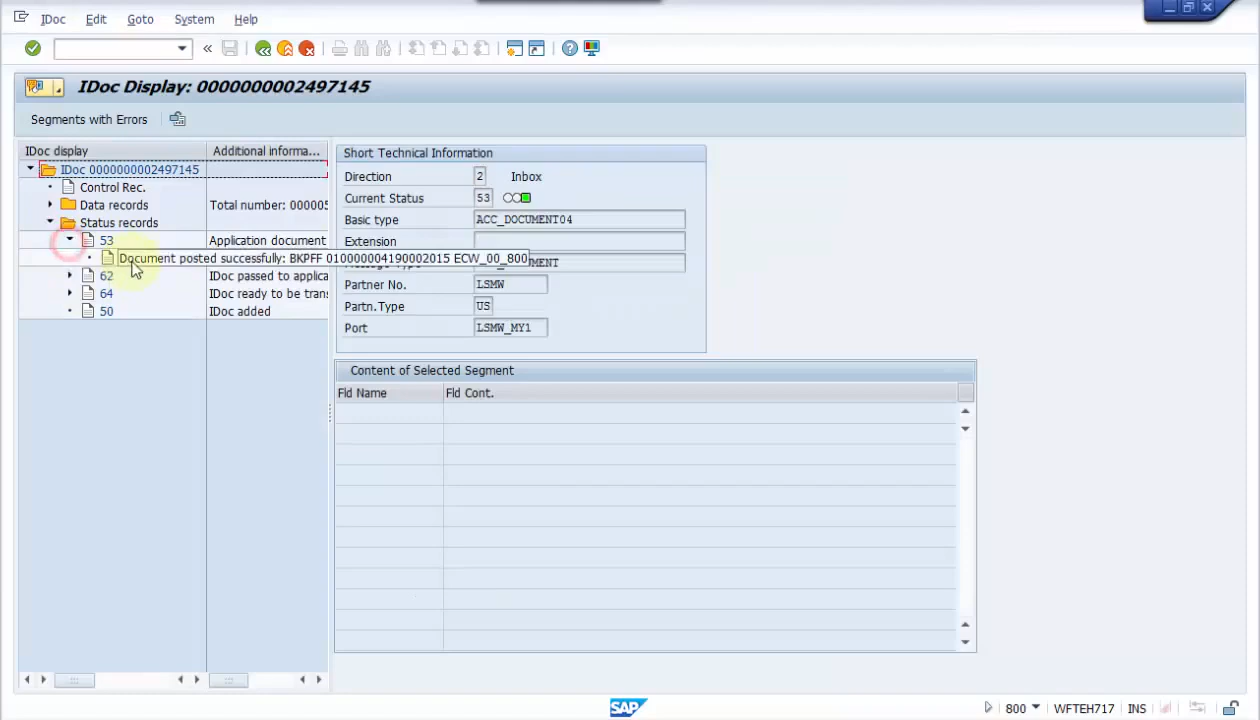 IDoc Edit Goto System Help
IDoc Display: 0000000002497145
Segments with Errors
IDoc display Additional informa...
IDoc 0000000002497145
Control Rec.
Data records Total number: 000005
Status records
53 Application document
Document posted successfully: BKPFF 010000004190002015 ECW_00_800
62 IDoc passed to applica
64 IDoc ready to be trans
50 IDoc added
Short Technical Information
Direction 2 Inbox
Current Status 53
Basic type ACC_DOCUMENT04
Extension
MENT
Partner No. LSMW
Partn.Type US
Port LSMW_MY1
Content of Selected Segment
Fld Name Fld Cont.
SAP
800 WFTEH717 INS